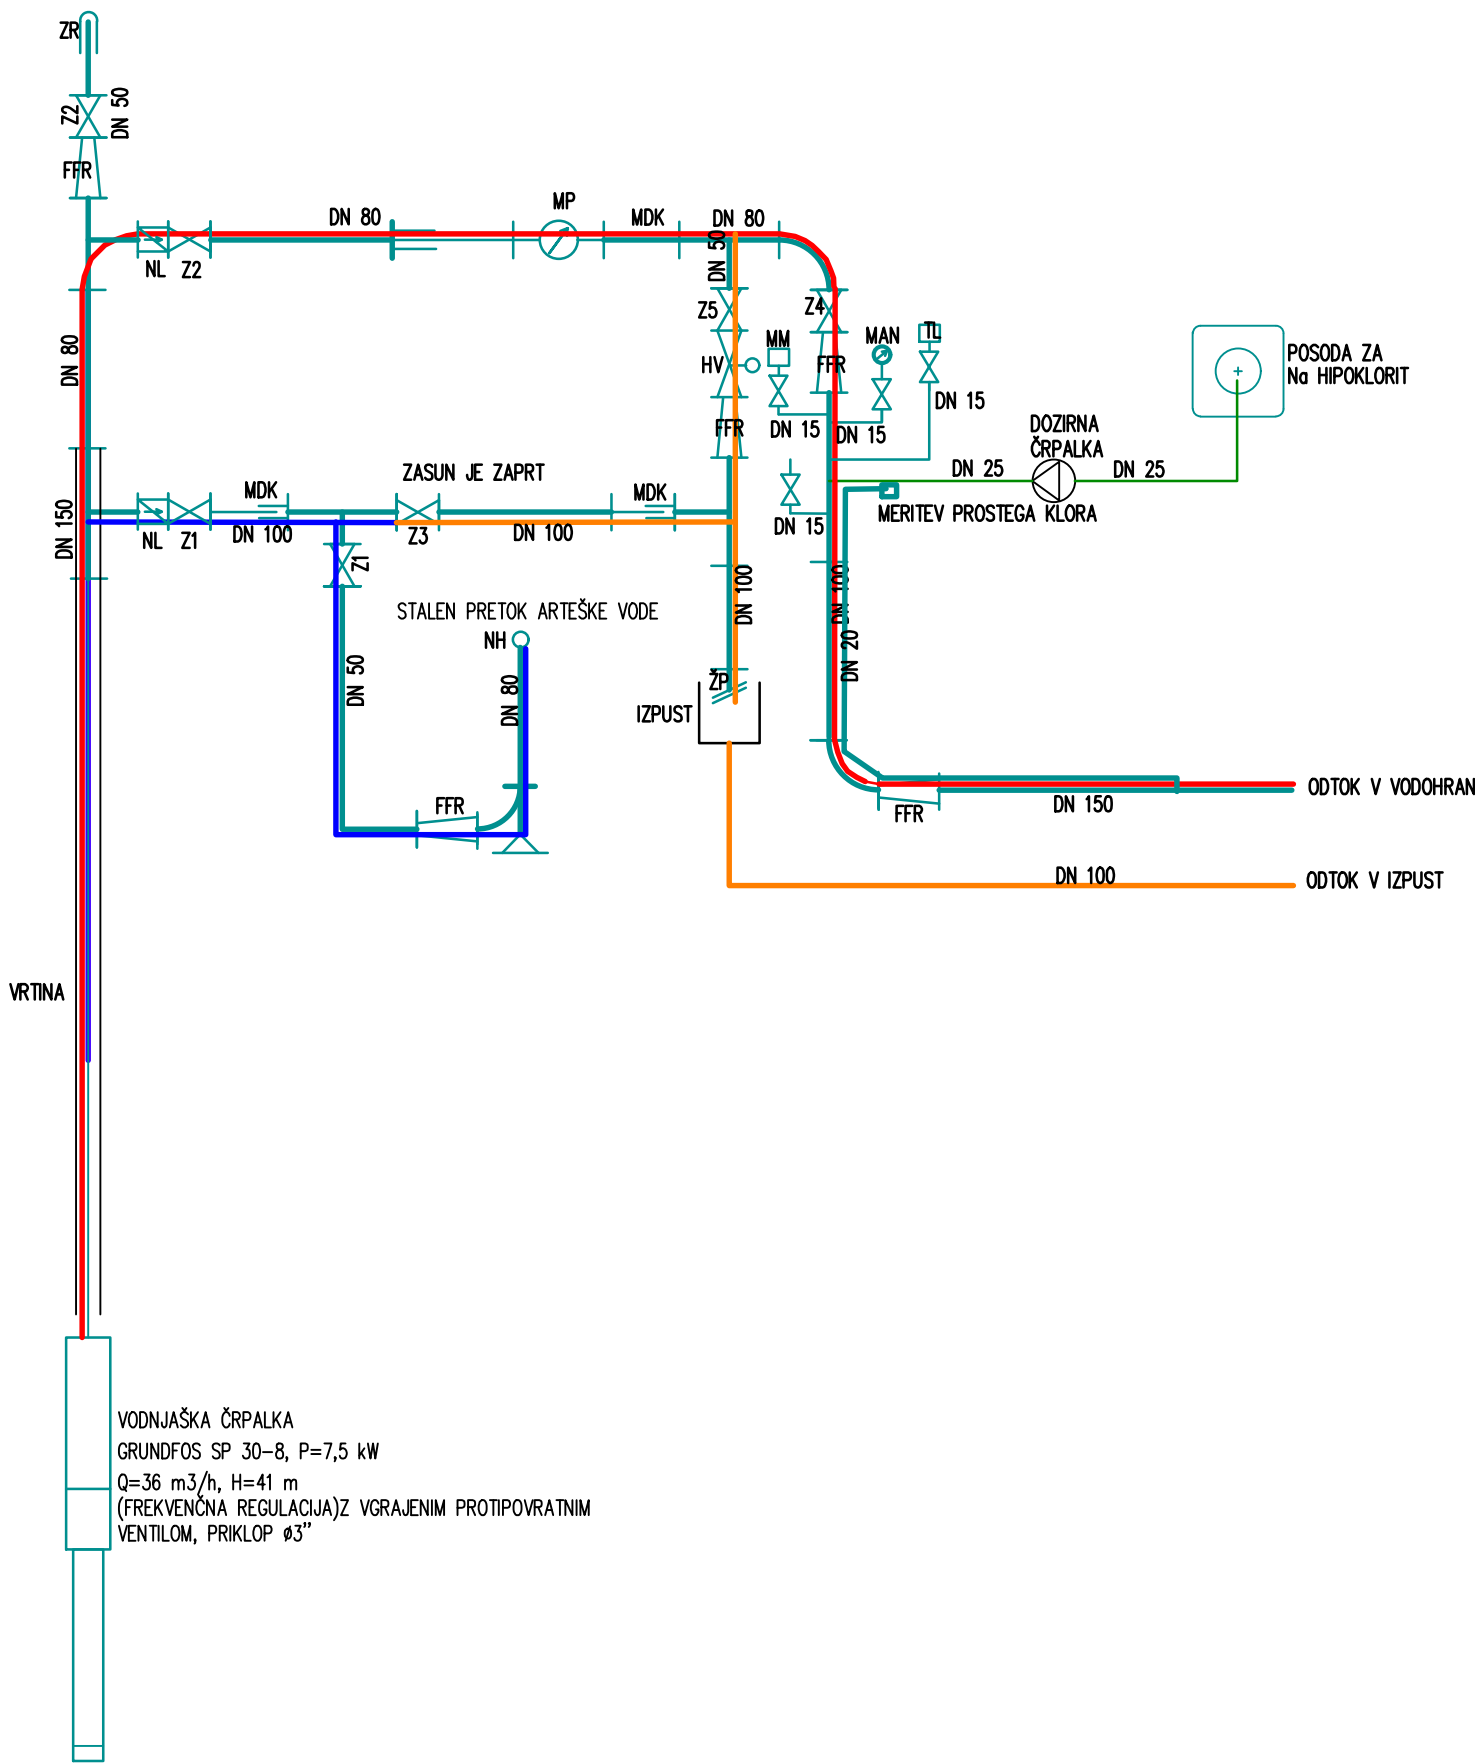 ZR
Z2
DN 50
FFR
DN 80
MP
MDK
DN 80
NL
Z2
DN 50
DN 80
Z5
Z4
MM
MAN
TL
HV
FFR
POSODA ZA
Na HIPOKLORIT
DN 15
FFR
DN 15
DN 15
DOZIRNA
ČRPALKA
ZASUN JE ZAPRT
DN 25
DN 25
MDK
MDK
DN 150
MERITEV PROSTEGA KLORA
DN 15
NL
Z1
DN 100
Z3
DN 100
Z1
DN 100
DN 100
STALEN PRETOK ARTEŠKE VODE
NH
DN 50
DN 80
DN 20
ŽP
IZPUST
ODTOK V VODOHRAN
FFR
FFR
DN 150
DN 100
ODTOK V IZPUST
VRTINA
VODNJAŠKA ČRPALKA
GRUNDFOS SP 30-8, P=7,5 kW
Q=36 m3/h, H=41 m
(FREKVENČNA REGULACIJA)Z VGRAJENIM PROTIPOVRATNIM
VENTILOM, PRIKLOP ø3”